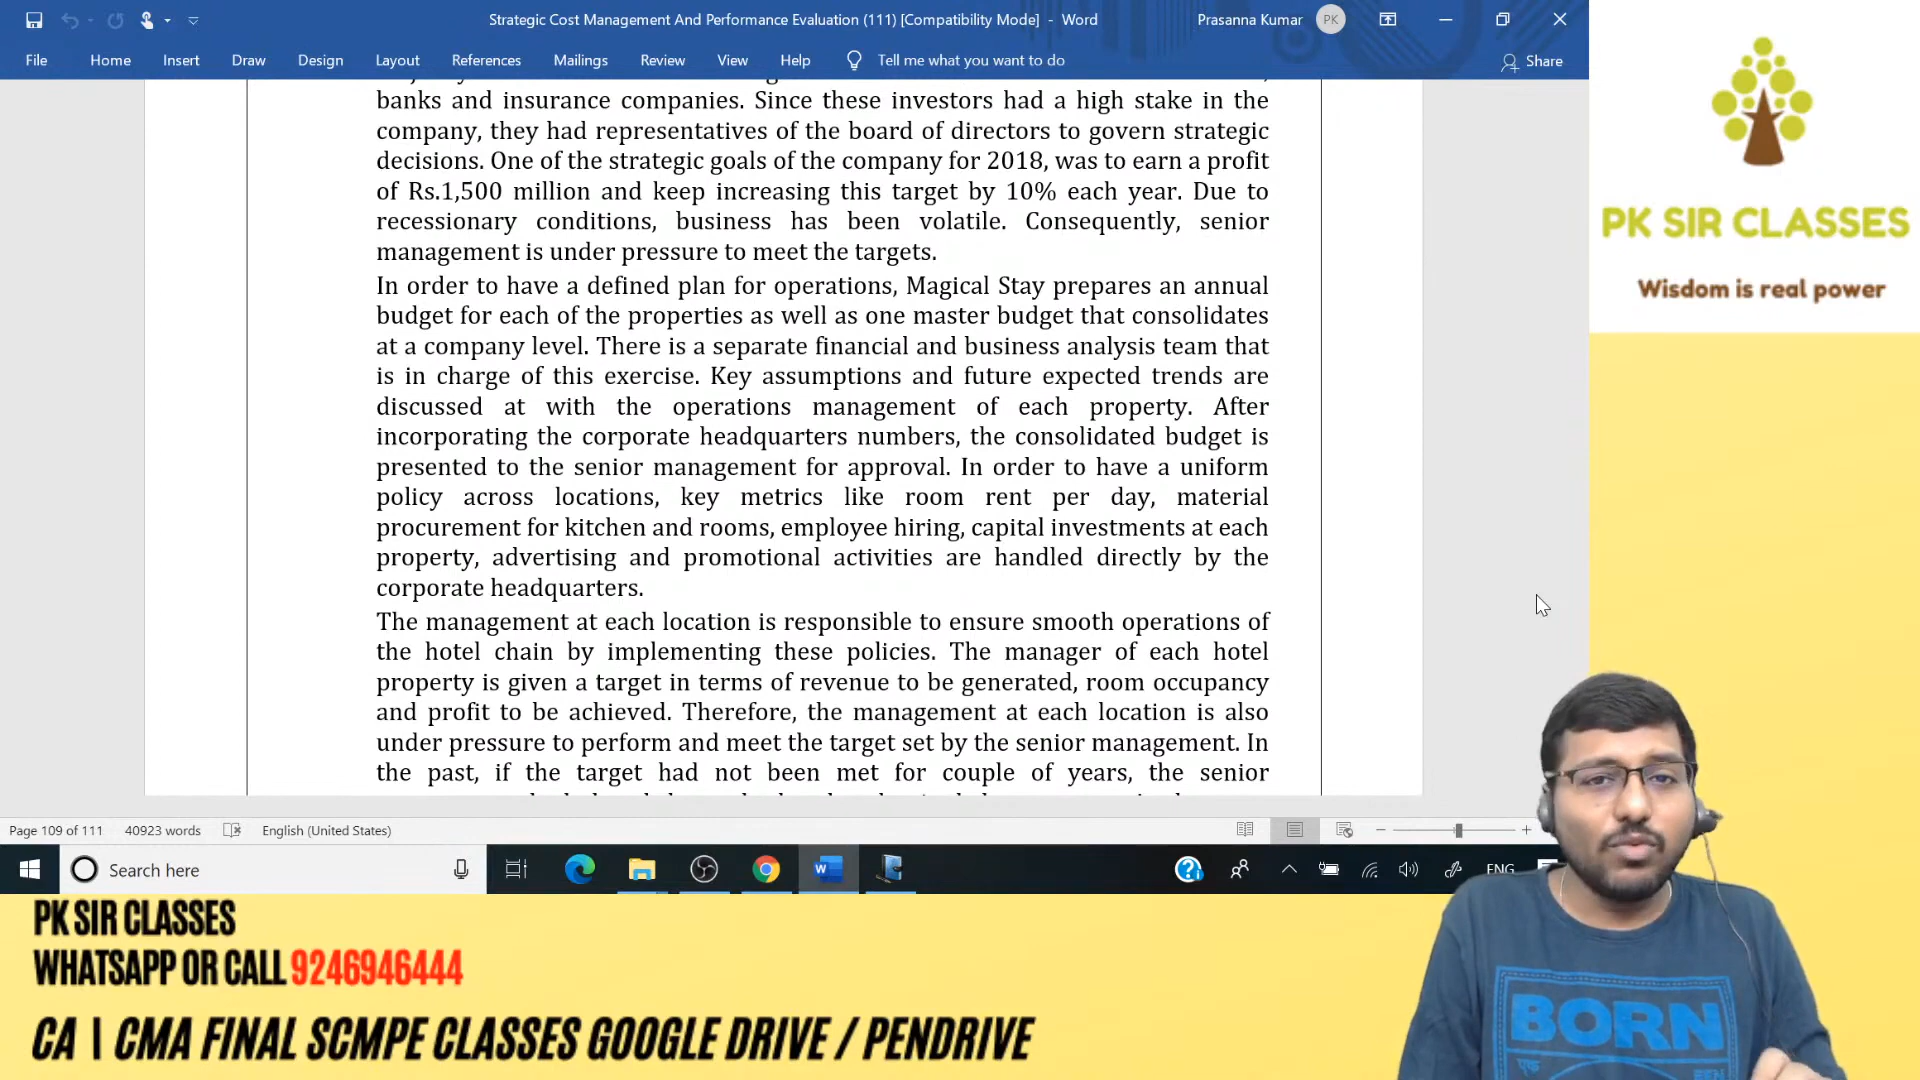 Strategic Cost Management And Performance Evaluation (111) [Compatibility Mode] - Word
Prasanna Kumar
PK
File
Home
Insert
Draw
Design
Layout
References
Mailings
Review
View
Help
Tell me what you want to do
Share
banks and insurance companies. Since these investors had a high stake in the
company, they had representatives of the board of directors to govern strategic
decisions. One of the strategic goals of the company for 2018, was to earn a profit
of Rs.1,500 million and keep increasing this target by 10% each year. Due to
recessionary conditions, business has been volatile. Consequently, senior
management is under pressure to meet the targets.
In order to have a defined plan for operations, Magical Stay prepares an annual
budget for each of the properties as well as one master budget that consolidates
at a company level. There is a separate financial and business analysis team that
is in charge of this exercise. Key assumptions and future expected trends are
discussed at with the operations management of each property. After
incorporating the corporate headquarters numbers, the consolidated budget is
presented to the senior management for approval. In order to have a uniform
policy across locations, key metrics like room rent per day, material
procurement for kitchen and rooms, employee hiring, capital investments at each
property, advertising and promotional activities are handled directly by the
corporate headquarters.
The management at each location is responsible to ensure smooth operations of
the hotel chain by implementing these policies. The manager of each hotel
property is given a target in terms of revenue to be generated, room occupancy
and profit to be achieved. Therefore, the management at each location is also
under pressure to perform and meet the target set by the senior management. In
the past, if the target had not been met for couple of years, the senior
Page 109 of 111
40923 words
English (United States)
Search here
ENG
PK SIR CLASSES
Wisdom is real power
PK SIR CLASSES
WHATSAPP OR CALL 9246946444
CA \ CMA FINAL SCMPE CLASSES GOOGLE DRIVE / PENDRIVE
BORN